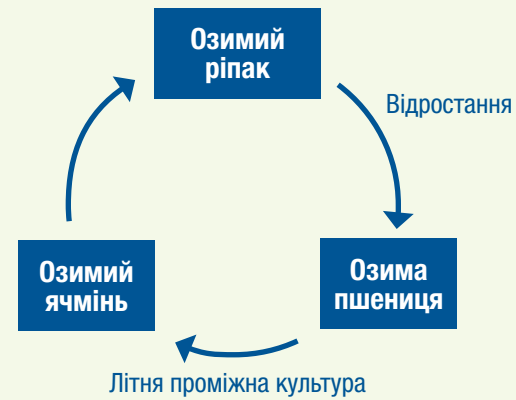 Озимий
ріпак
Відростання
Озимий
ячмінь
Озима
пшениця
Літня проміжна культура